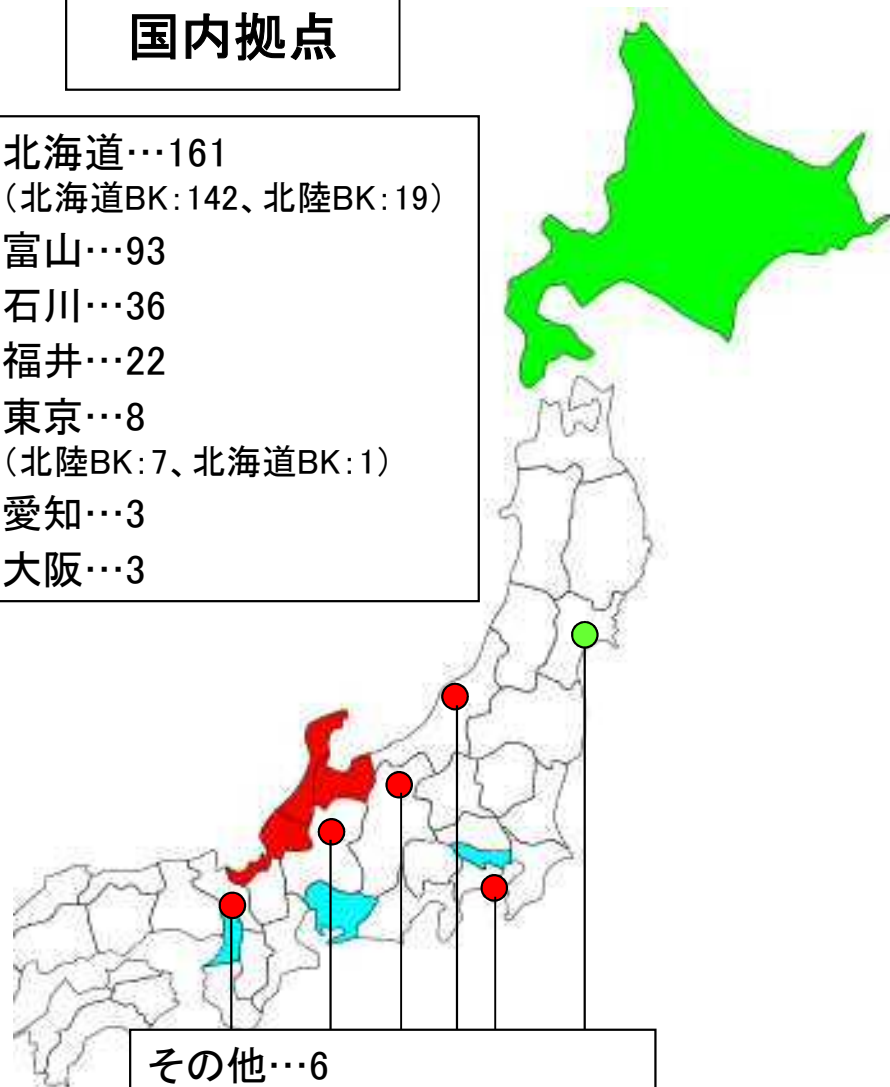 国内拠点
北海道…161
（北海道BK：142、北陸BK：19）
富山…93
石川…36
福井…22
東京…8
（北陸BK：7、北海道BK：1）
愛知…3
大阪…3
その他…6